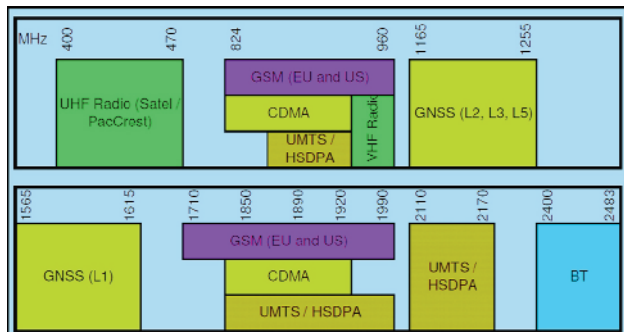 MHz 400 470 824 960 1165 1255
GSM (EU and US)
UHF Radio (Satel /
PacCrest)
CDMA
GNSS (L2, L3, L5)
VHF Radio
UMTS /
HSDPA
1565 1615 1710 1850 1890 1920 1990 2110 2170 2400 2483
GSM (EU and US)
GNSS (L1)
CDMA
UMTS /
HSDPA
BT
UMTS / HSDPA